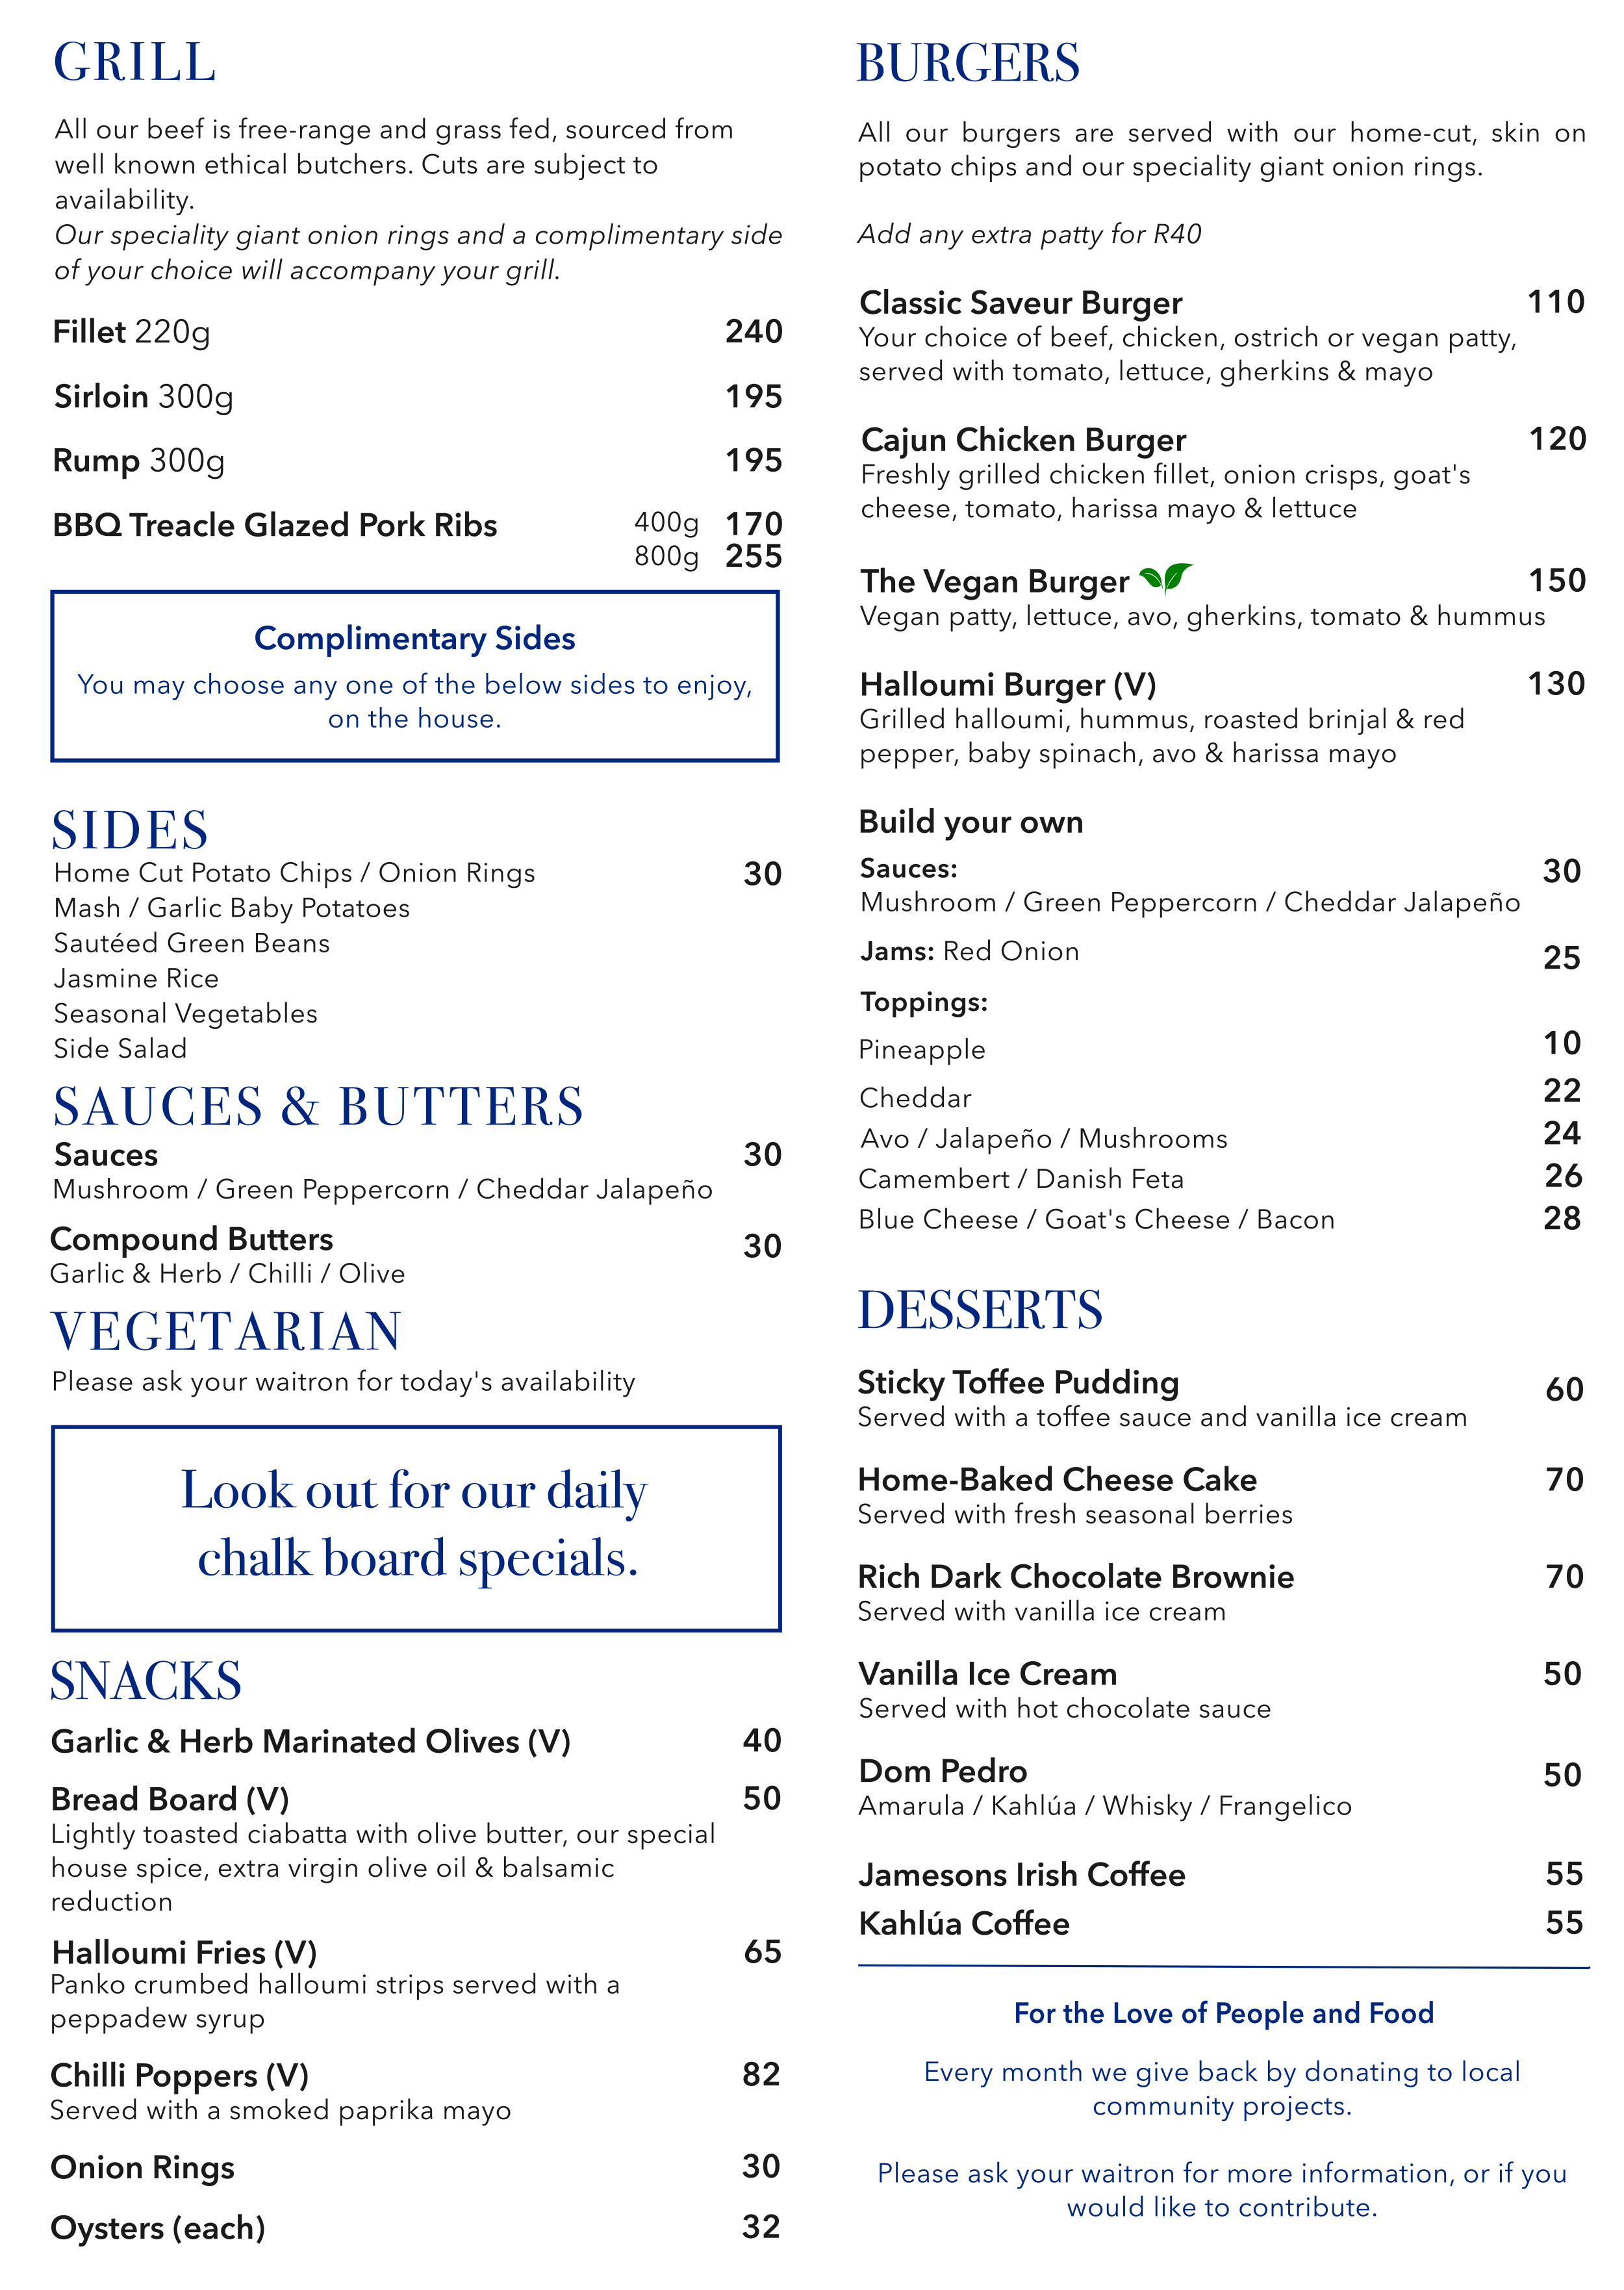 GRILL
All our beef is free-range and grass fed, sourced from
well known ethical butchers. Cuts are subject to
availability.
Our speciality giant onion rings and a complimentary side
of your choice will accompany your grill.
Fillet 220g 240
Sirloin 300g 195
Rump 300g 195
BBQ Treacle Glazed Pork Ribs 400g 170
800g 255
Complimentary Sides
You may choose any one of the below sides to enjoy,
on the house.
SIDES
Home Cut Potato Chips / Onion Rings 30
Mash / Garlic Baby Potatoes
Sautéed Green Beans
Jasmine Rice
Seasonal Vegetables
Side Salad
SAUCES & BUTTERS
Sauces 30
Mushroom / Green Peppercorn / Cheddar Jalapeño
Compound Butters 30
Garlic & Herb / Chilli / Olive
VEGETARIAN
Please ask your waitron for today's availability
Look out for our daily
chalk board specials.
SNACKS
Garlic & Herb Marinated Olives (V) 40
Bread Board (V) 50
Lightly toasted ciabatta with olive butter, our special
house spice, extra virgin olive oil & balsamic
reduction
Halloumi Fries (V) 65
Panko crumbed halloumi strips served with a
peppadew syrup
Chilli Poppers (V) 82
Served with a smoked paprika mayo
Onion Rings 30
Oysters (each) 32
BURGERS
All our burgers are served with our home-cut, skin on
potato chips and our speciality giant onion rings.
Add any extra patty for R40
Classic Saveur Burger 110
Your choice of beef, chicken, ostrich or vegan patty,
served with tomato, lettuce, gherkins & mayo
Cajun Chicken Burger 120
Freshly grilled chicken fillet, onion crisps, goat's
cheese, tomato, harissa mayo & lettuce
The Vegan Burger 150
Vegan patty, lettuce, avo, gherkins, tomato & hummus
Halloumi Burger (V) 130
Grilled halloumi, hummus, roasted brinjal & red
pepper, baby spinach, avo & harissa mayo
Build your own
Sauces: 30
Mushroom / Green Peppercorn / Cheddar Jalapeño
Jams: Red Onion 25
Toppings:
Pineapple 10
Cheddar 22
Avo / Jalapeño / Mushrooms 24
Camembert / Danish Feta 26
Blue Cheese / Goat's Cheese / Bacon 28
DESSERTS
Sticky Toffee Pudding 60
Served with a toffee sauce and vanilla ice cream
Home-Baked Cheese Cake 70
Served with fresh seasonal berries
Rich Dark Chocolate Brownie 70
Served with vanilla ice cream
Vanilla Ice Cream 50
Served with hot chocolate sauce
Dom Pedro 50
Amarula / Kahlúa / Whisky / Frangelico
Jamesons Irish Coffee 55
Kahlúa Coffee 55
For the Love of People and Food
Every month we give back by donating to local
community projects.
Please ask your waitron for more information, or if you
would like to contribute.